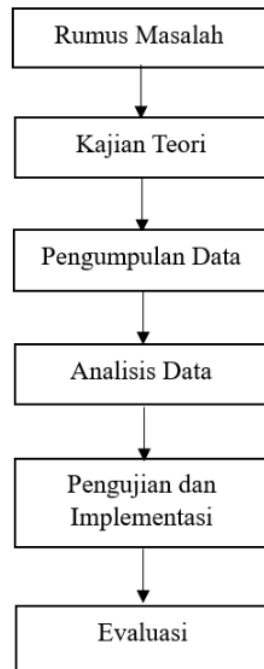 Rumus Masalah
Kajian Teori
Pengumpulan Data
Analisis Data
Pengujian dan
Implementasi
Evaluasi